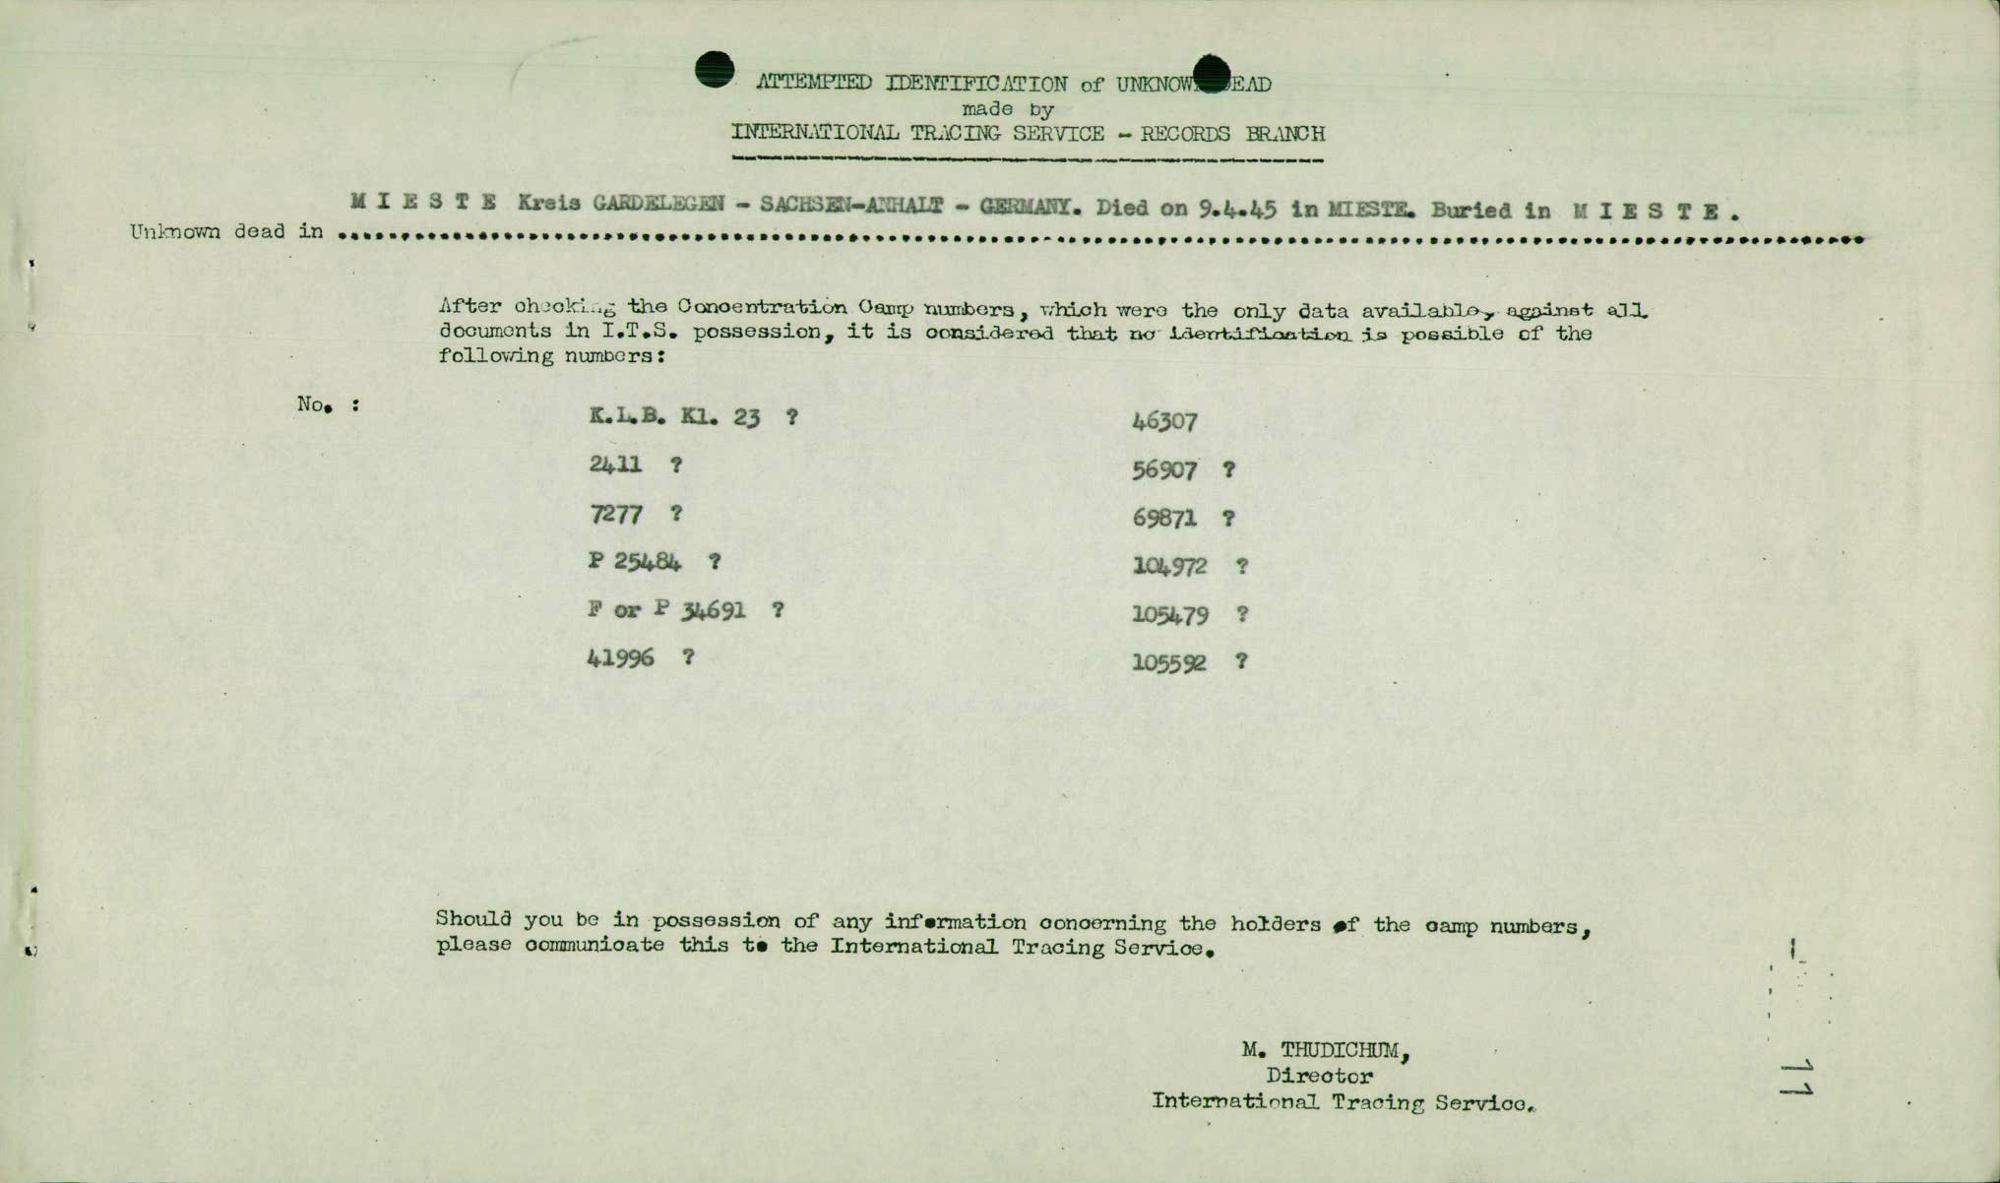 ATTEMPTED IDENTIFICATION of UNKNOWN DEAD
made by
INTERNATIONAL TRACING SERVICE - RECORDS BRANCH
M I E S T E Kreis GARDELEGEN - SACHSEN-ANHALT - GERMANY. Died on 9.4.45 in MIESTE. Buried in M I E S T E .
Unknown dead in ........................................................................
After checking the Concentration Camp numbers, which were the only data available, against all
documents in I.T.S. possession, it is considered that no identification is possible of the
following numbers:
No. :
K.L.B. Kl. 23 ? 46307
2411 ? 56907 ?
7277 ? 69871 ?
P 25484 ? 104972 ?
F or P 34691 ? 105479 ?
41996 ? 105592 ?
Should you be in possession of any information concerning the holders of the camp numbers,
please communicate this to the International Tracing Service.
M. THUDICHUM,
Director
International Tracing Service.
11